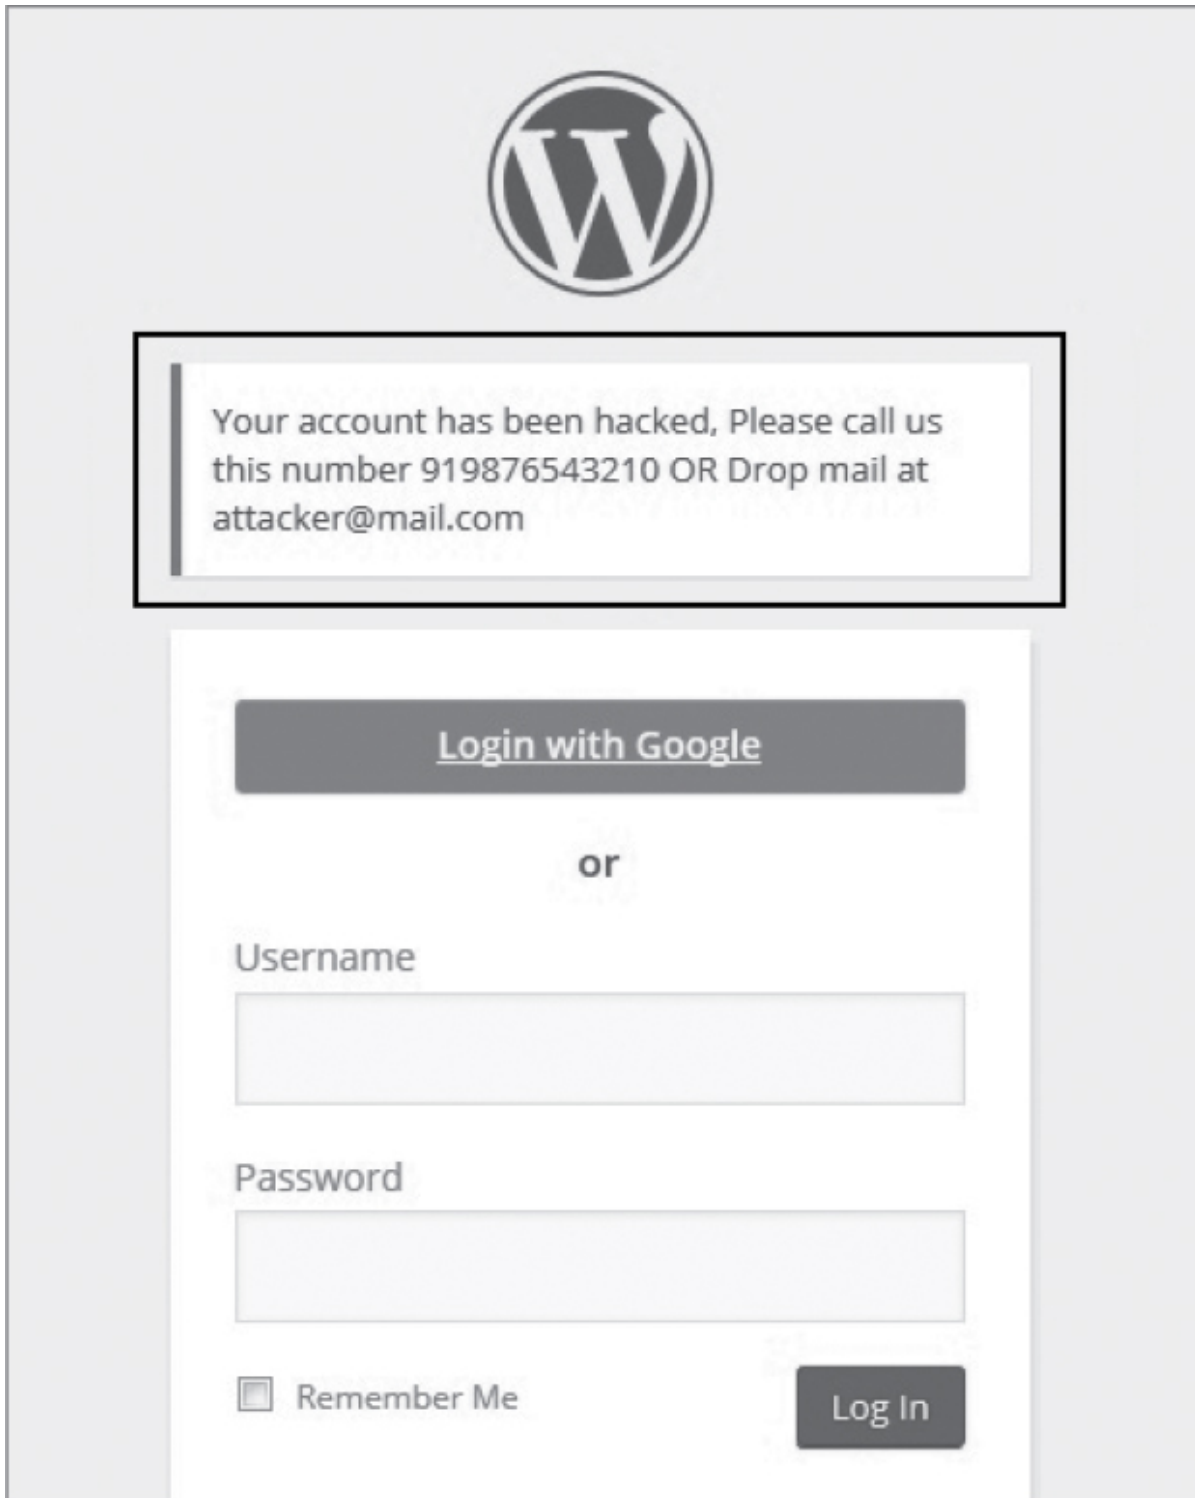 Your account has been hacked, Please call us
this number 919876543210 OR Drop mail at
attacker@mail.com
Login with Google
or
Username
Password
Remember Me
Log In